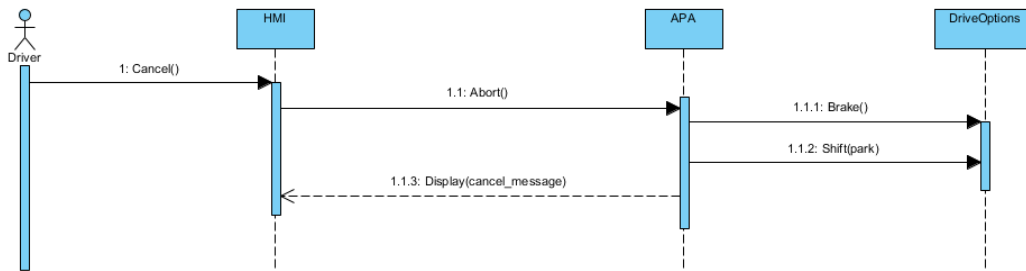 HMI
APA
DriveOptions
Driver
1: Cancel()
1.1: Abort()
1.1.1: Brake()
1.1.2: Shift(park)
1.1.3: Display(cancel_message)